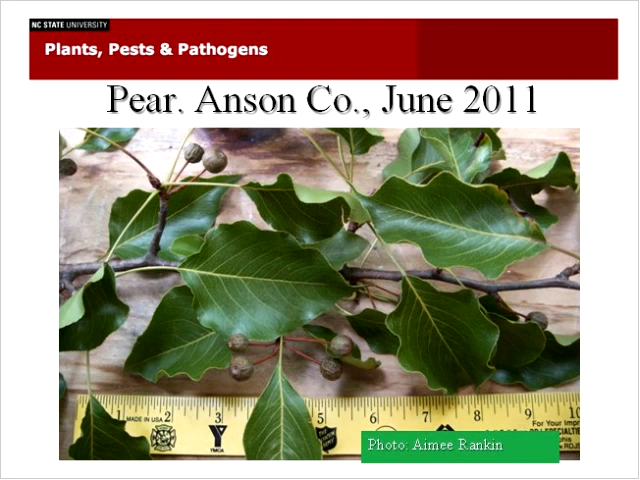 NC STATE UNIVERSITY
Plants, Pests & Pathogens
Pear. Anson Co., June 2011
1 2 3 5 6 7 8 9 10
MADE IN USA
YMCA
For Your Impr
Photo: Aimee Rankin